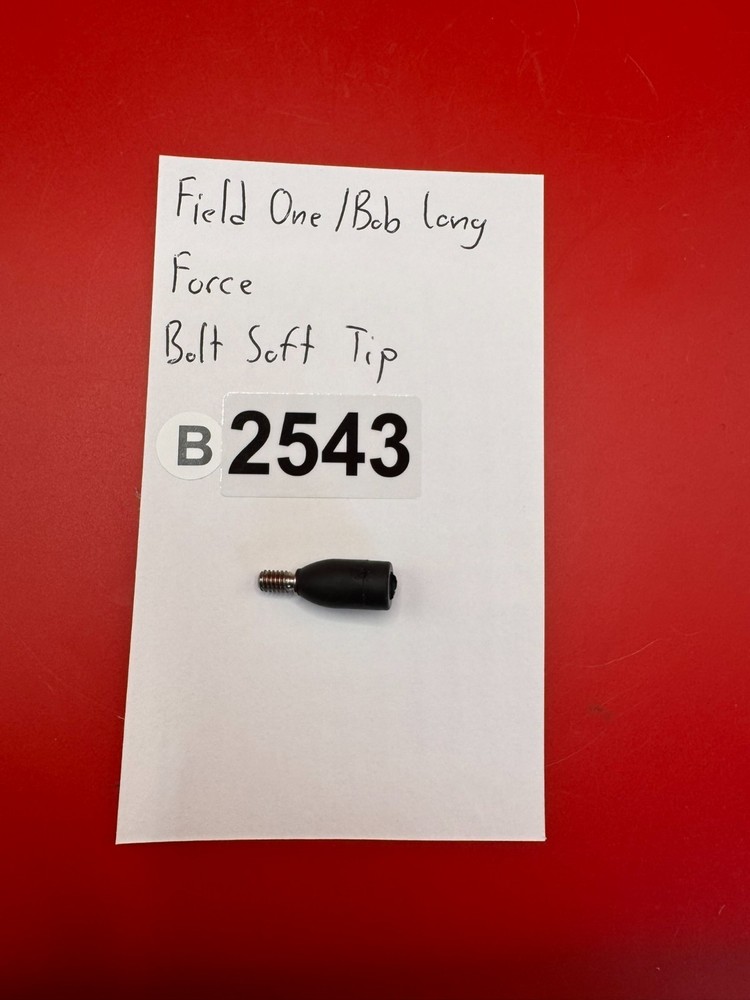 Field One / Bob Long
Force
Bolt Soft Tip
B 2543